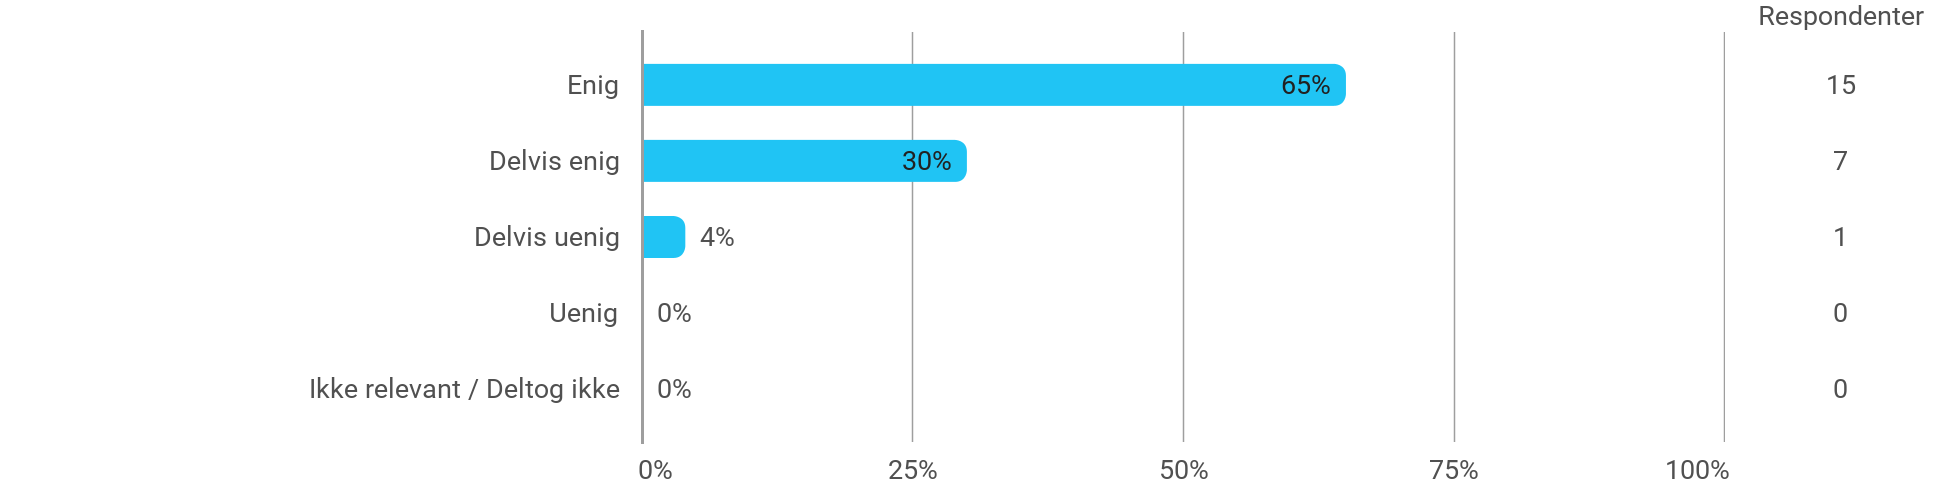 Respondenter
Enig 65% 15
Delvis enig 30% 7
Delvis uenig 4% 1
Uenig 0% 0
Ikke relevant / Deltog ikke 0% 0
0% 25% 50% 75% 100%